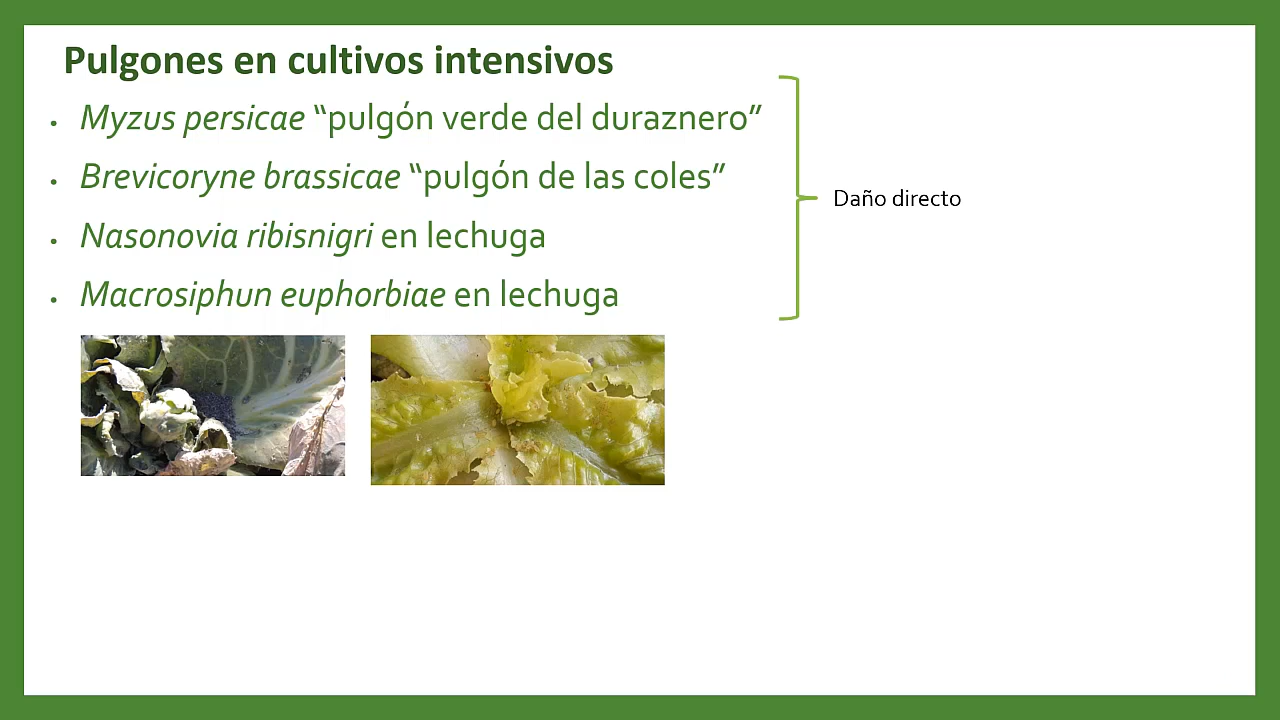 Pulgones en cultivos intensivos
• Myzus persicae “pulgón verde del duraznero”
• Brevicoryne brassicae “pulgón de las coles”
• Nasonovia ribisnigri en lechuga
• Macrosiphun euphorbiae en lechuga
Daño directo